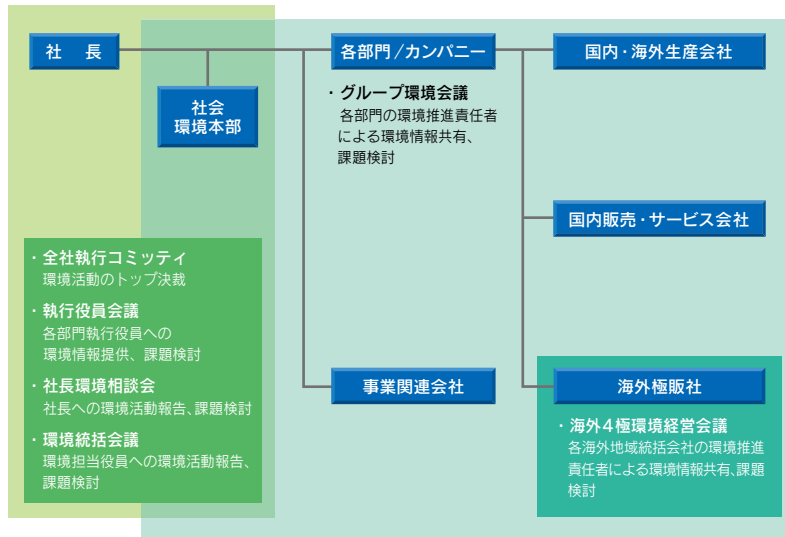 社　長
社会
環境本部
・全社執行コミッティ
環境活動のトップ決裁
・執行役員会議
各部門執行役員への
環境情報提供、課題検討
・社長環境相談会
社長への環境活動報告、課題検討
・環境統括会議
環境担当役員への環境活動報告、
課題検討
各部門/カンパニー
・グループ環境会議
各部門の環境推進責任者
による環境情報共有、
課題検討
事業関連会社
国内・海外生産会社
国内販売・サービス会社
海外極販社
・海外4極環境経営会議
各海外地域統括会社の環境推進
責任者による環境情報共有、課題
検討